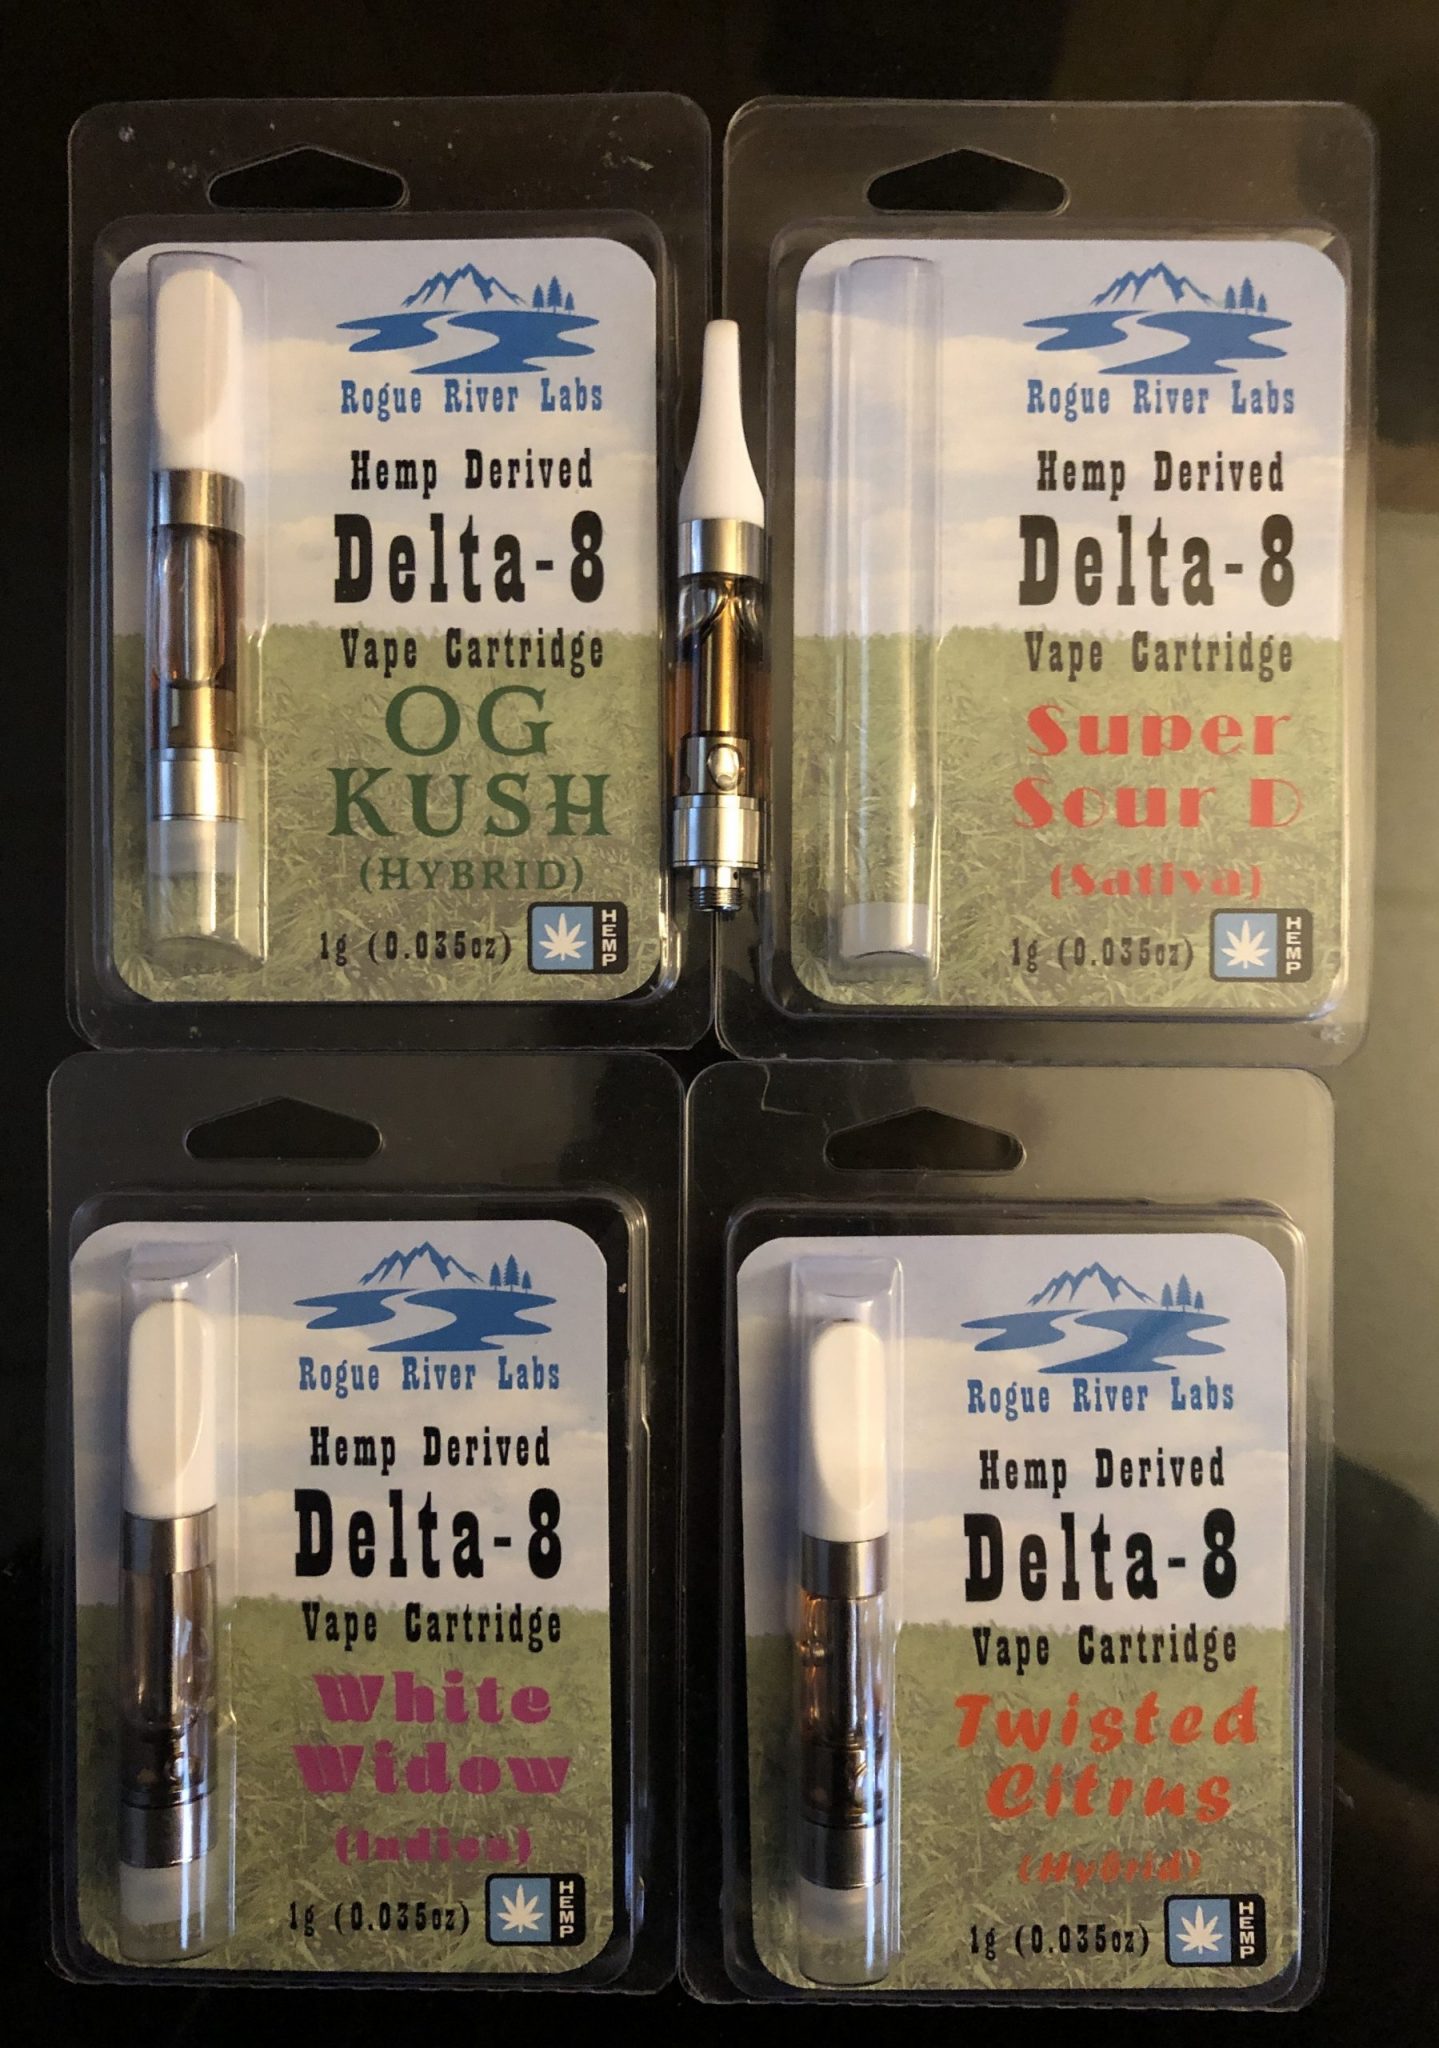 Rogue River Labs
Hemp Derived
Delta-8
Vape Cartridge
OG
KUSH
(HYBRID)
1g (0.035oz)
HEMP
Rogue River Labs
Hemp Derived
Delta-8
Vape Cartridge
Super
Sour D
(Sativa)
1g (0.035oz)
HEMP
Rogue River Labs
Hemp Derived
Delta-8
Vape Cartridge
White
Widow
(Indica)
1g (0.035oz)
HEMP
Rogue River Labs
Hemp Derived
Delta-8
Vape Cartridge
Twisted
Citrus
(Hybrid)
1g (0.035oz)
HEMP